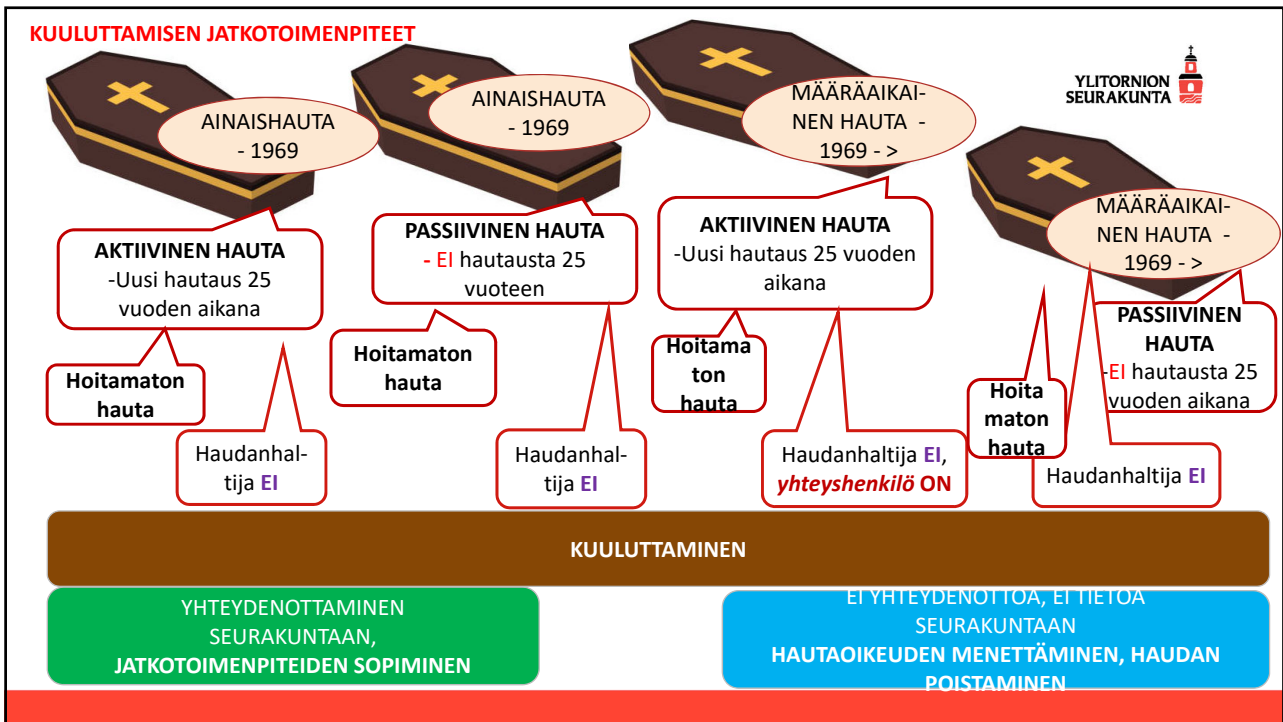 KUULUTTAMISEN JATKOTOIMENPITEET
YLITORNION
SEURAKUNTA
AINAISHAUTA
- 1969
AKTIIVINEN HAUTA
-Uusi hautaus 25
vuoden aikana
Hoitamaton
hauta
Haudanhal-
tija EI
AINAISHAUTA
- 1969
PASSIIVINEN HAUTA
- EI hautausta 25
vuoteen
Hoitamaton
hauta
Haudanhal-
tija EI
MÄÄRÄAIKAI-
NEN HAUTA -
1969 - >
AKTIIVINEN HAUTA
-Uusi hautaus 25 vuoden
aikana
Hoitama
ton
hauta
Haudanhaltija EI,
yhteyshenkilö ON
MÄÄRÄAIKAI-
NEN HAUTA -
1969 - >
PASSIIVINEN
HAUTA
-EI hautausta 25
vuoden aikana
Hoita
maton
hauta
Haudanhaltija EI
KUULUTTAMINEN
YHTEYDENOTTAMINEN
SEURAKUNTAAN,
JATKOTOIMENPITEIDEN SOPIMINEN
EI YHTEYDENOTTOA, EI TIETOA
SEURAKUNTAAN
HAUTAOIKEUDEN MENETTÄMINEN, HAUDAN
POISTAMINEN